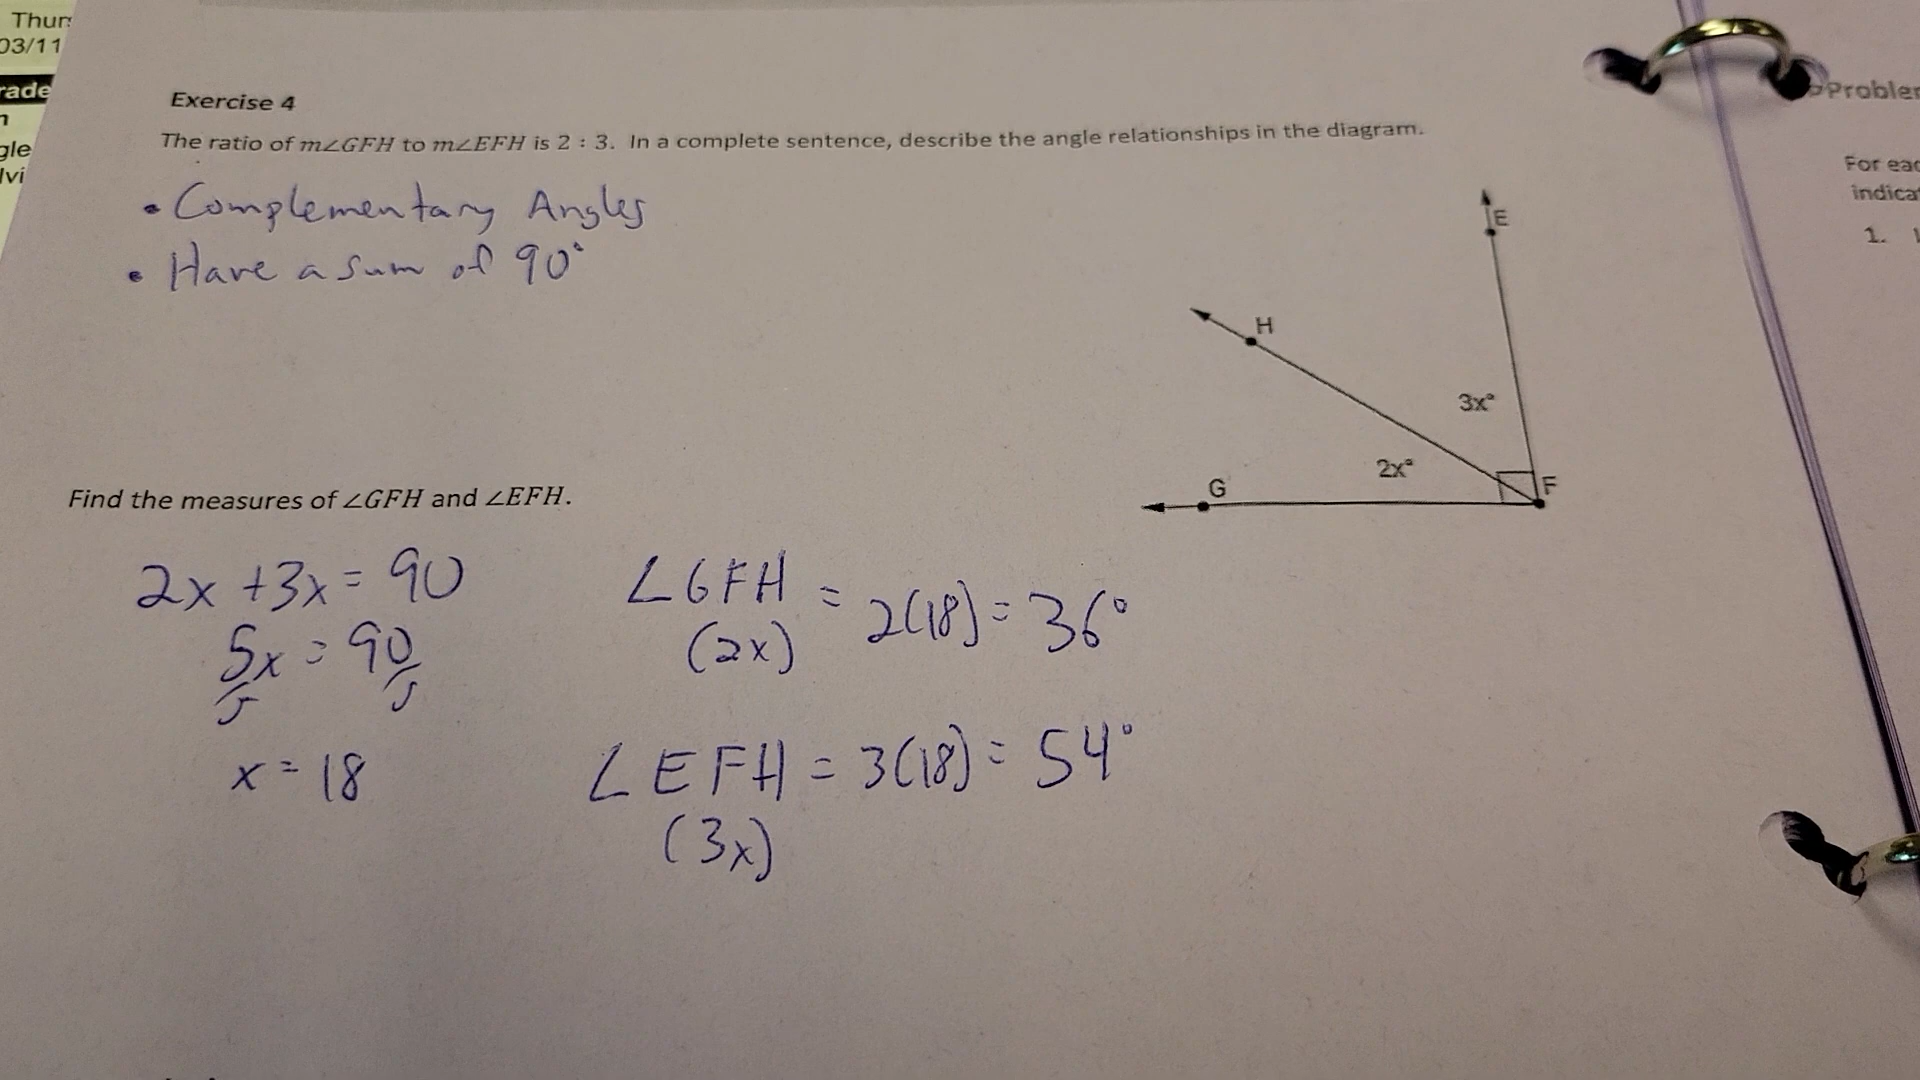 Thur
03/11
rade
gle
lvi
Exercise 4
The ratio of m∠GFH to m∠EFH is 2 : 3. In a complete sentence, describe the angle relationships in the diagram.
• Complementary Angles
• Have a sum of 90°
E
H
3x°
2x°
G
F
Find the measures of ∠GFH and ∠EFH.
2x + 3x = 90
5x = 90
5 5
x = 18
∠GFH = 2(18) = 36°
(2x)
∠EFH = 3(18) = 54°
(3x)
Problem
For eac
indicat
1.